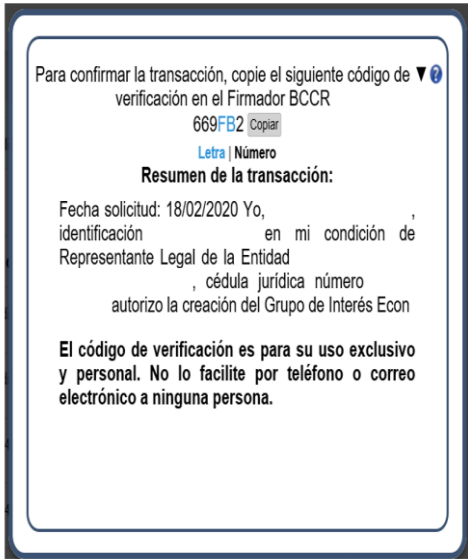 Para confirmar la transacción, copie el siguiente código de ▼ ?
verificación en el Firmador BCCR
669FB2 Copiar
Letra | Número
Resumen de la transacción:
Fecha solicitud: 18/02/2020 Yo, ,
identificación en mi condición de
Representante Legal de la Entidad
, cédula jurídica número
autorizo la creación del Grupo de Interés Econ
El código de verificación es para su uso exclusivo
y personal. No lo facilite por teléfono o correo
electrónico a ninguna persona.